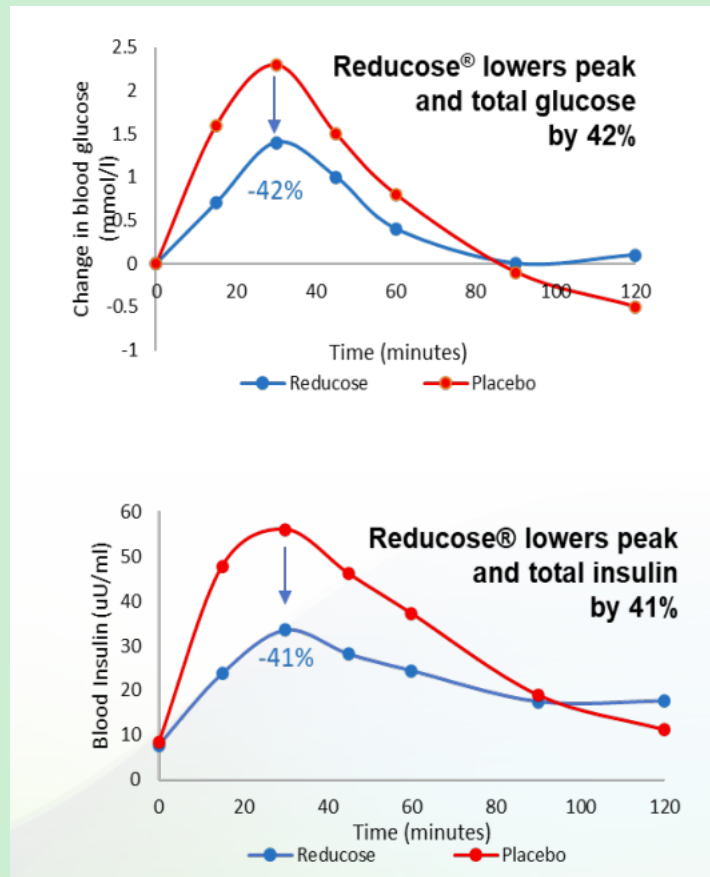 2.5
2
1.5
1
0.5
0
-0.5
-1
Change in blood glucose
(mmol/l)
Reducose® lowers peak
and total glucose
by 42%
-42%
0 20 40 60 80 100 120
Time (minutes)
Reducose Placebo
60
50
40
30
20
10
0
Blood Insulin (uU/ml)
Reducose® lowers peak
and total insulin
by 41%
-41%
0 20 40 60 80 100 120
Time (minutes)
Reducose Placebo